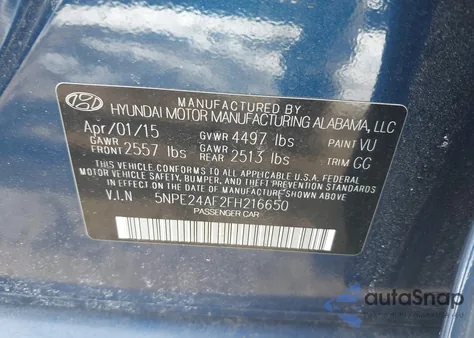 MANUFACTURED BY
HYUNDAI MOTOR MANUFACTURING ALABAMA, LLC
Apr/01/15 GVWR 4497 lbs PAINT VU
GAWR FRONT 2557 lbs GAWR REAR 2513 lbs TRIM GG
THIS VEHICLE CONFORMS TO ALL APPLICABLE U.S.A. FEDERAL
MOTOR VEHICLE SAFETY, BUMPER, AND THEFT PREVENTION
STANDARDS IN EFFECT ON THE DATE OF MANUFACTURE SHOWN ABOVE
V.I.N 5NPE24AF2FH216650
PASSENGER CAR
autoSnap